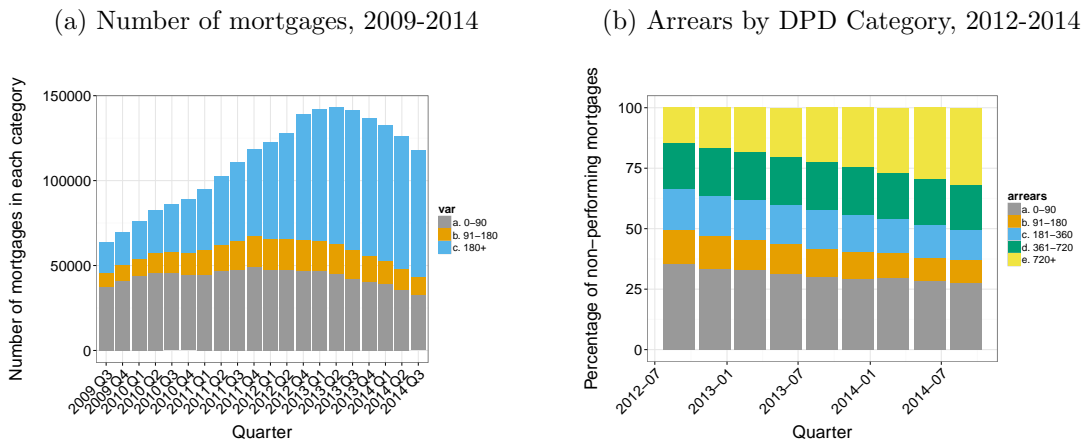 (a) Number of mortgages, 2009-2014
(b) Arrears by DPD Category, 2012-2014
Number of mortgages in each category
150000
100000
50000
0
2009 Q3
2009 Q4
2010 Q1
2010 Q2
2010 Q3
2010 Q4
2011 Q1
2011 Q2
2011 Q3
2011 Q4
2012 Q1
2012 Q2
2012 Q4
2013 Q1
2013 Q2
2013 Q3
2013 Q4
2014 Q1
2014 Q2
2014 Q3
Quarter
var
a. 0–90
b. 91–180
c. 180+
Percentage of non–performing mortgages
100
75
50
25
0
2012–07
2013–01
2013–07
2014–01
2014–07
Quarter
arrears
a. 0–90
b. 91–180
c. 181–360
d. 361–720
e. 720+